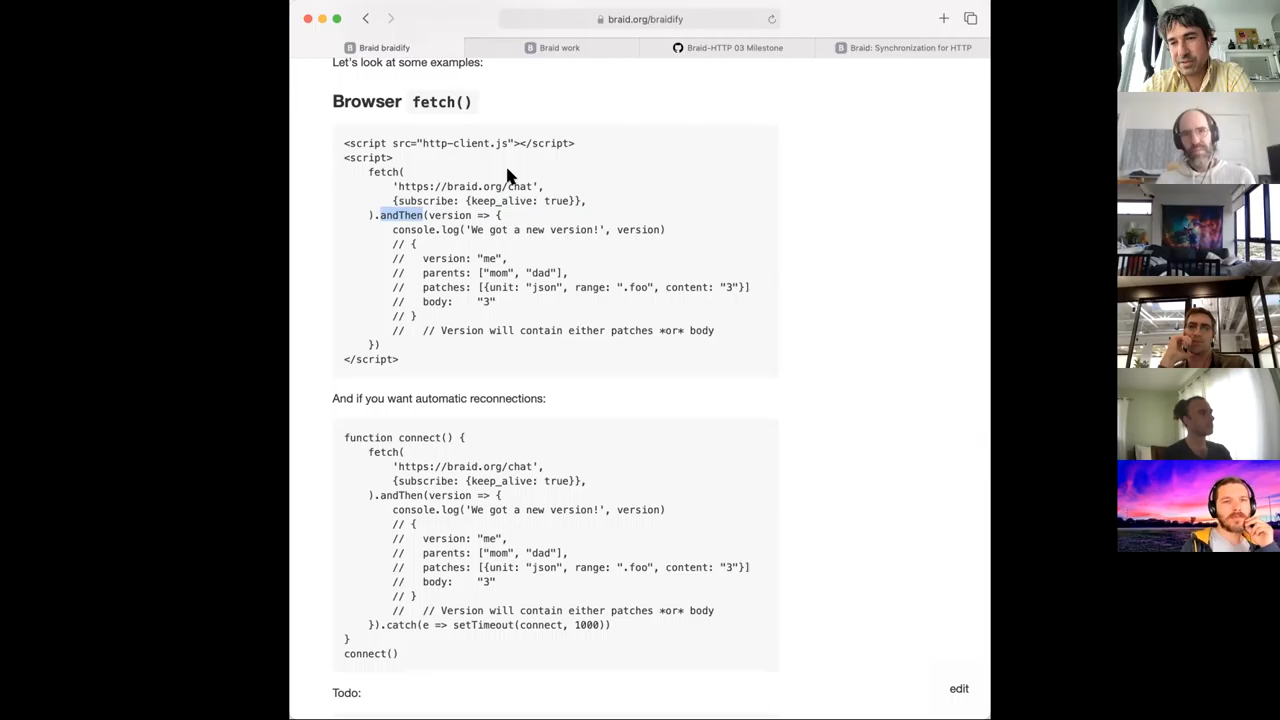 braid.org/braidify
Braid braidify
Braid work
Braid-HTTP 03 Milestone
Braid: Synchronization for HTTP
Let's look at some examples:
Browser fetch()
<script src="http-client.js"></script>
<script>
    fetch(
        'https://braid.org/chat',
        {subscribe: {keep_alive: true}},
    ).andThen(version => {
        console.log('We got a new version!', version)
        // {
        //   version: "me",
        //   parents: ["mom", "dad"],
        //   patches: [{unit: "json", range: ".foo", content: "3"}]
        //   body:    "3"
        // }
        //   // Version will contain either patches *or* body
    })
</script>
And if you want automatic reconnections:
function connect() {
    fetch(
        'https://braid.org/chat',
        {subscribe: {keep_alive: true}},
    ).andThen(version => {
        console.log('We got a new version!', version)
        // {
        //   version: "me",
        //   parents: ["mom", "dad"],
        //   patches: [{unit: "json", range: ".foo", content: "3"}]
        //   body:    "3"
        // }
        //   // Version will contain either patches *or* body
    }).catch(e => setTimeout(connect, 1000))
}
connect()
Todo:
edit